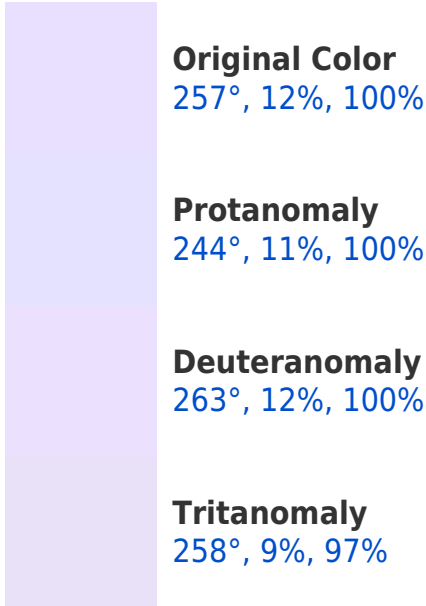 Original Color
257°, 12%, 100%
Protanomaly
244°, 11%, 100%
Deuteranomaly
263°, 12%, 100%
Tritanomaly
258°, 9%, 97%